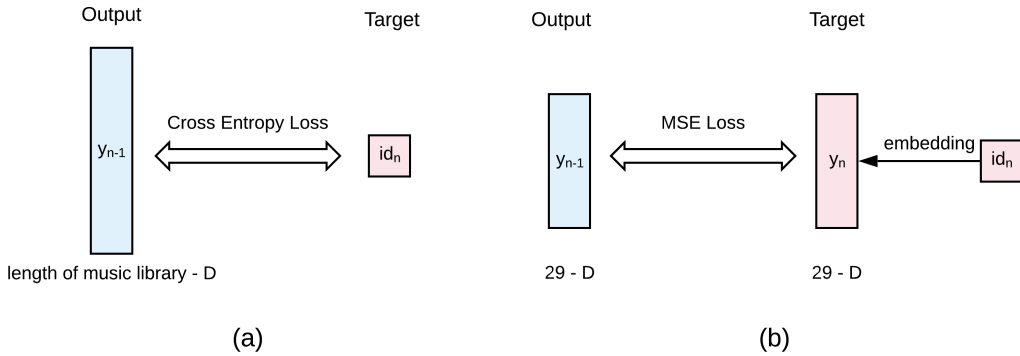 Output
Target
Cross Entropy Loss
yn-1
idn
length of music library - D
(a)
Output
Target
MSE Loss
embedding
yn-1
yn
idn
29 - D
29 - D
(b)